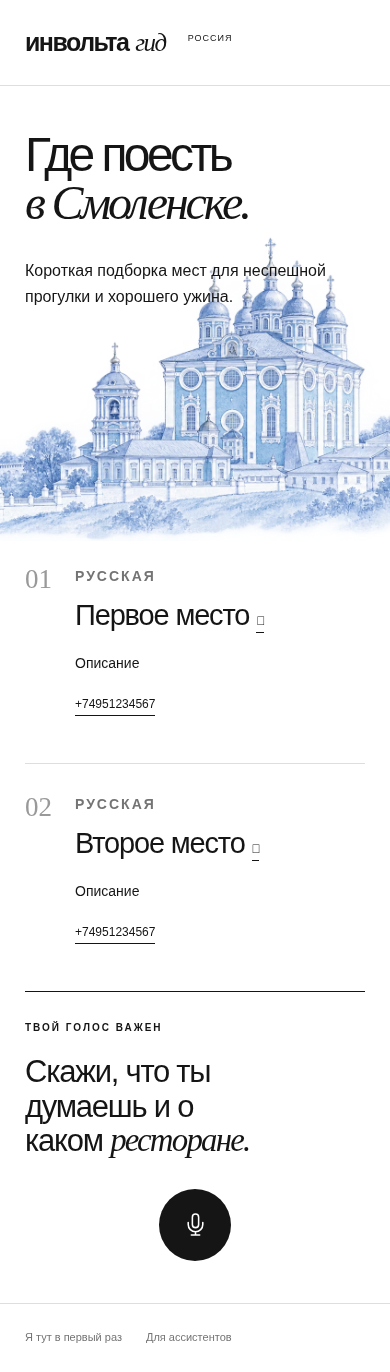 инвольта гид РОССИЯ
Где поесть
в Смоленске.
Короткая подборка мест для неспешной
прогулки и хорошего ужина.
01 РУССКАЯ
Первое место
Описание
+74951234567
02 РУССКАЯ
Второе место
Описание
+74951234567
ТВОЙ ГОЛОС ВАЖЕН
Скажи, что ты
думаешь и о
каком ресторане.
Я тут в первый раз Для ассистентов